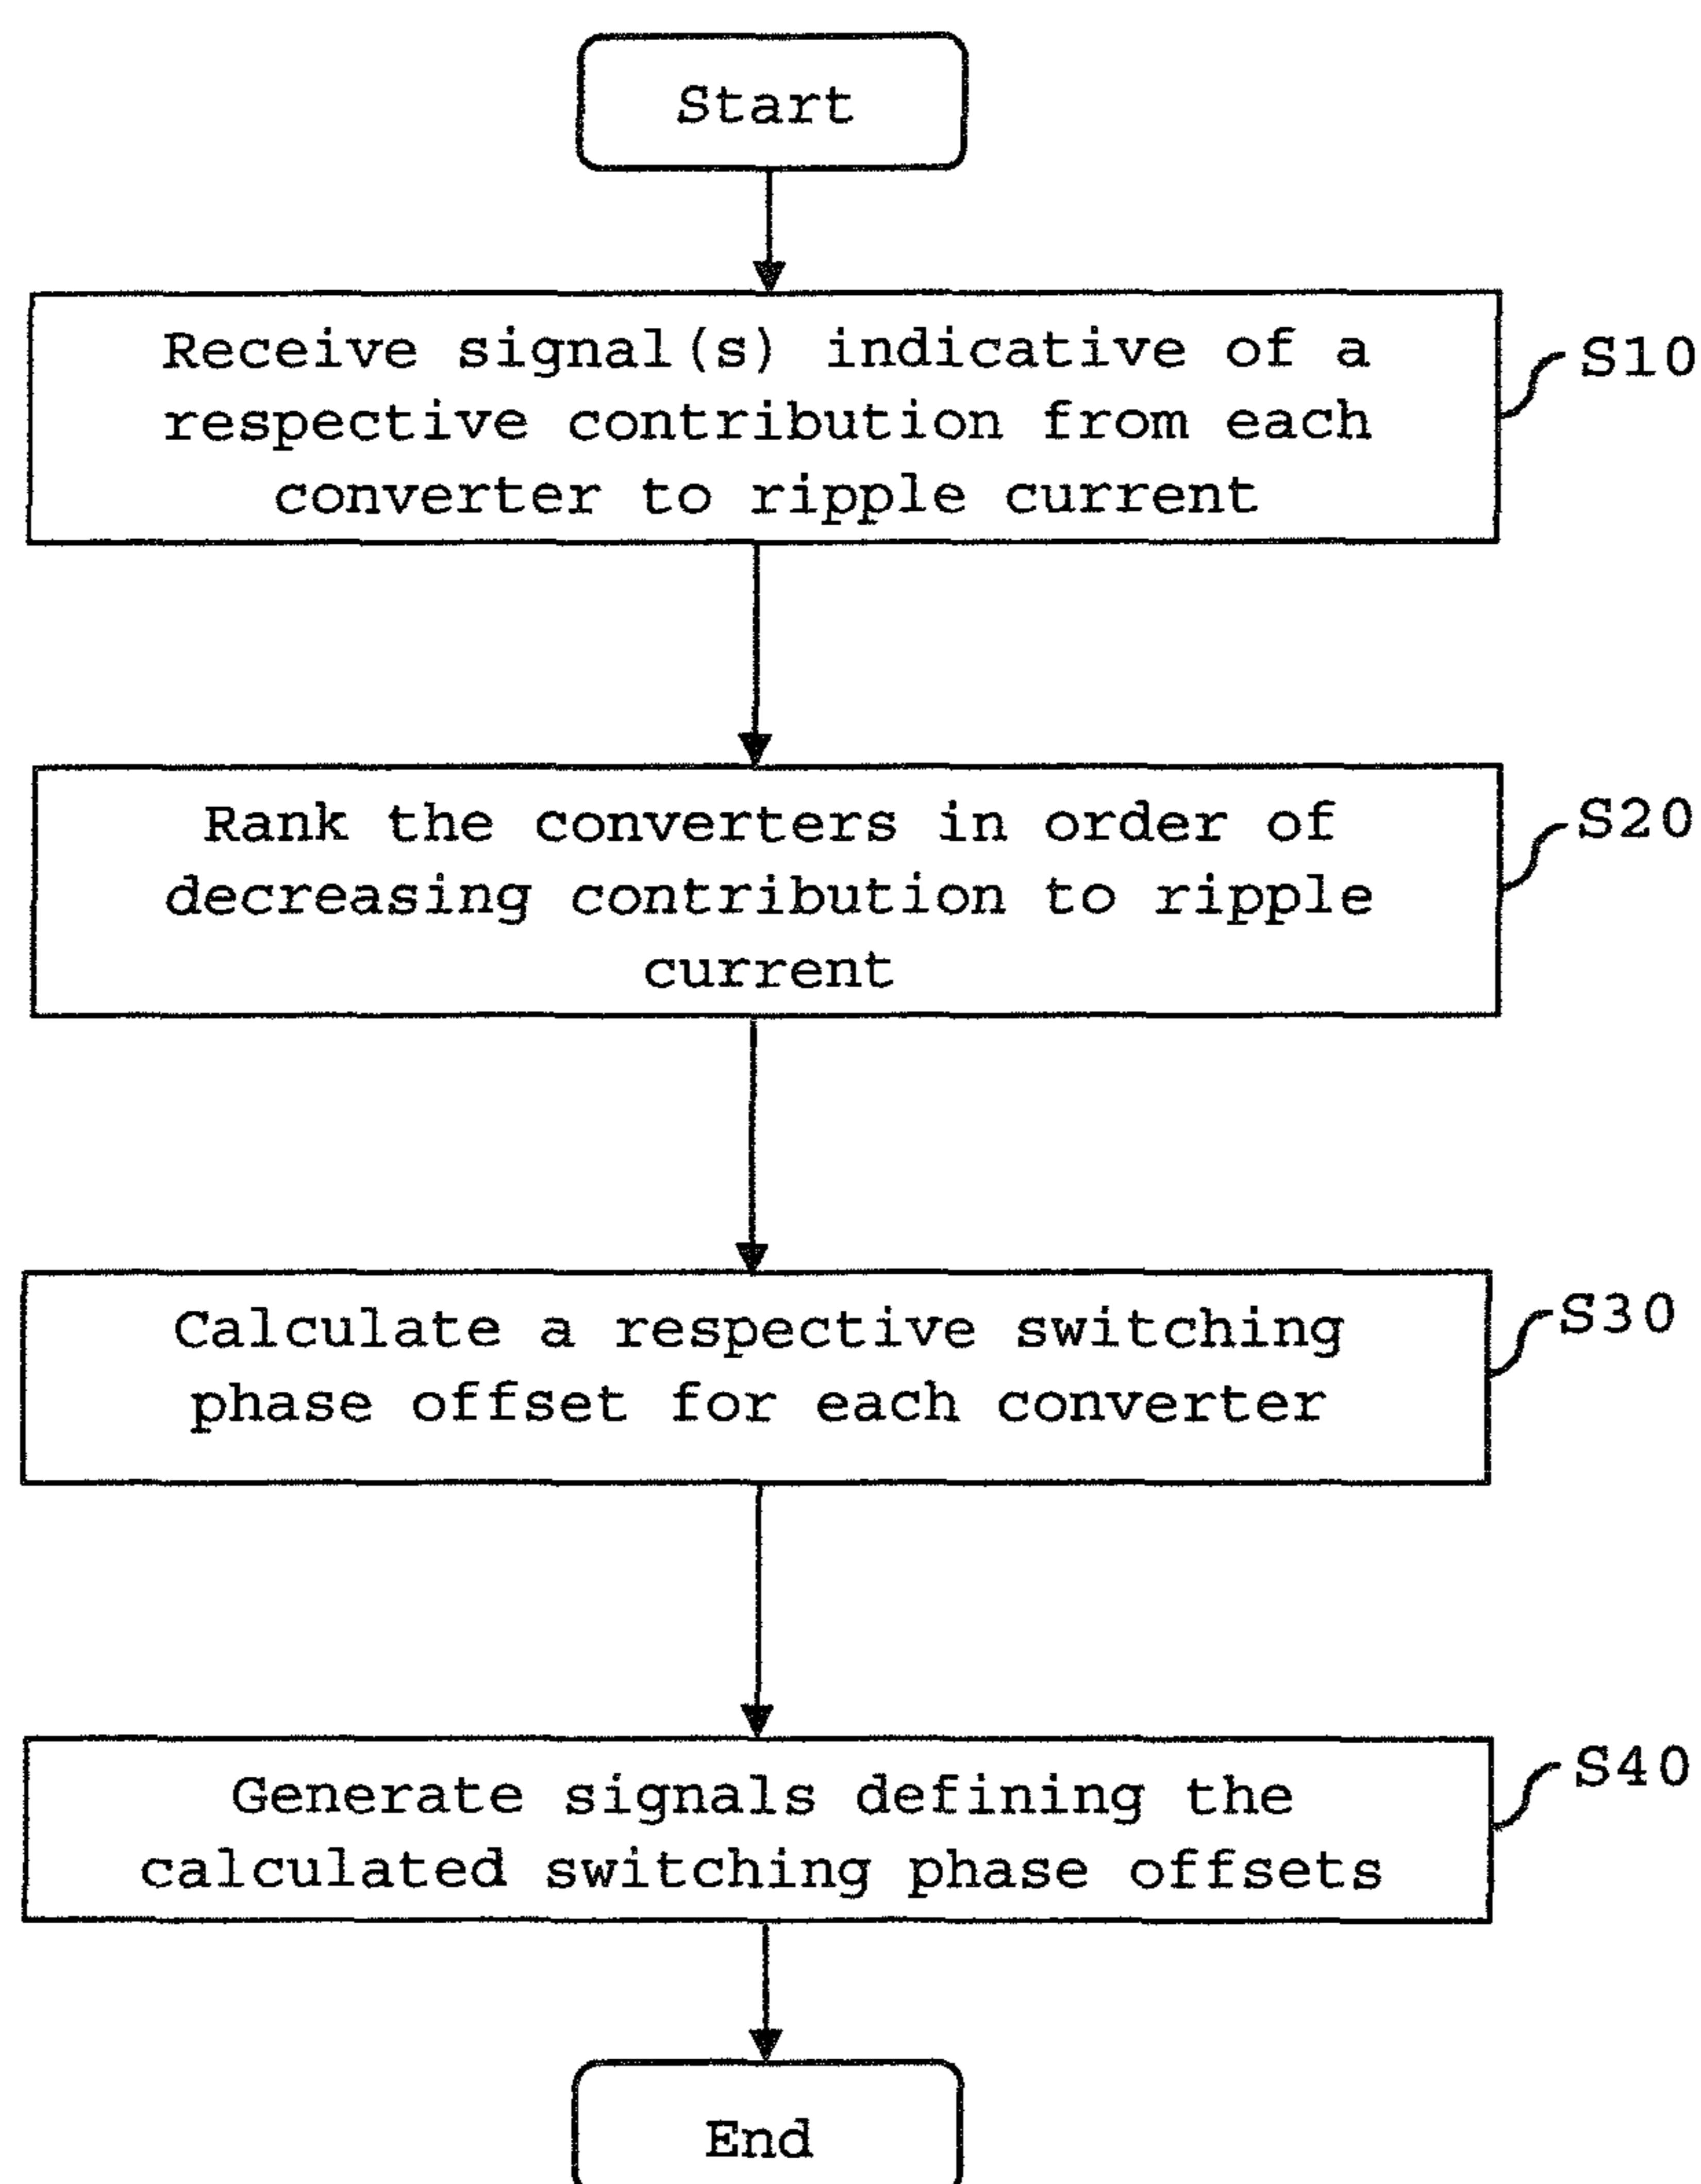 Start
Receive signal(s) indicative of a
respective contribution from each
converter to ripple current
S10
Rank the converters in order of
decreasing contribution to ripple
current
S20
Calculate a respective switching
phase offset for each converter
S30
Generate signals defining the
calculated switching phase offsets
S40
End